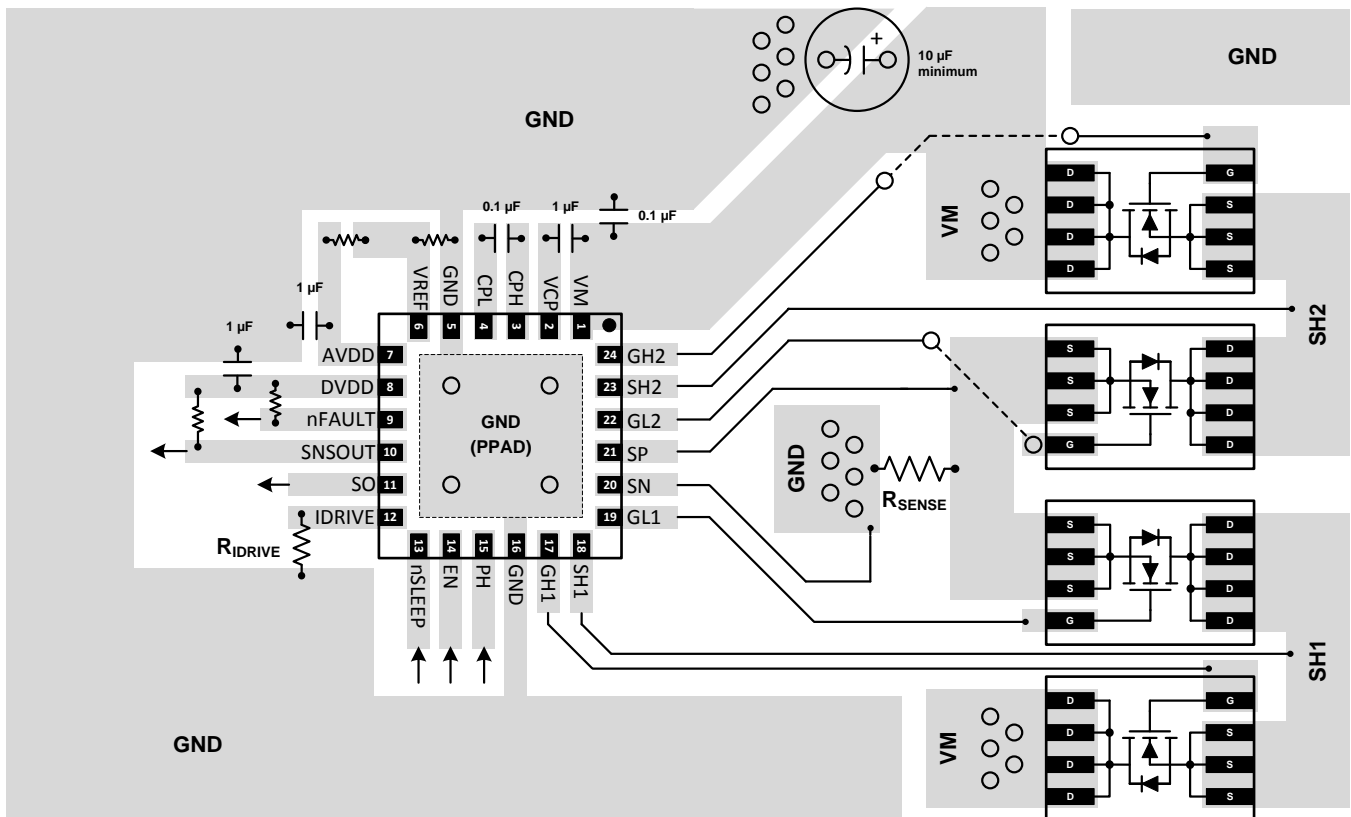 +
10 µF
minimum
GND
GND
0.1 µF
1 µF
0.1 µF
VREF
GND
CPL
CPH
VCP
VM
6
5
4
3
2
1
1 µF
1 µF
AVDD
7
DVDD
8
nFAULT
9
SNSOUT
10
SO
11
IDRIVE
12
RIDRIVE
GND
(PPAD)
24
GH2
23
SH2
22
GL2
21
SP
20
SN
19
GL1
13
14
15
16
17
18
nSLEEP
EN
PH
GND
GH1
SH1
GND
RSENSE
GND
VM
D
D
D
D
G
S
S
S
SH2
S
S
S
G
D
D
D
D
S
S
S
G
D
D
D
D
SH1
VM
D
D
D
D
G
S
S
S